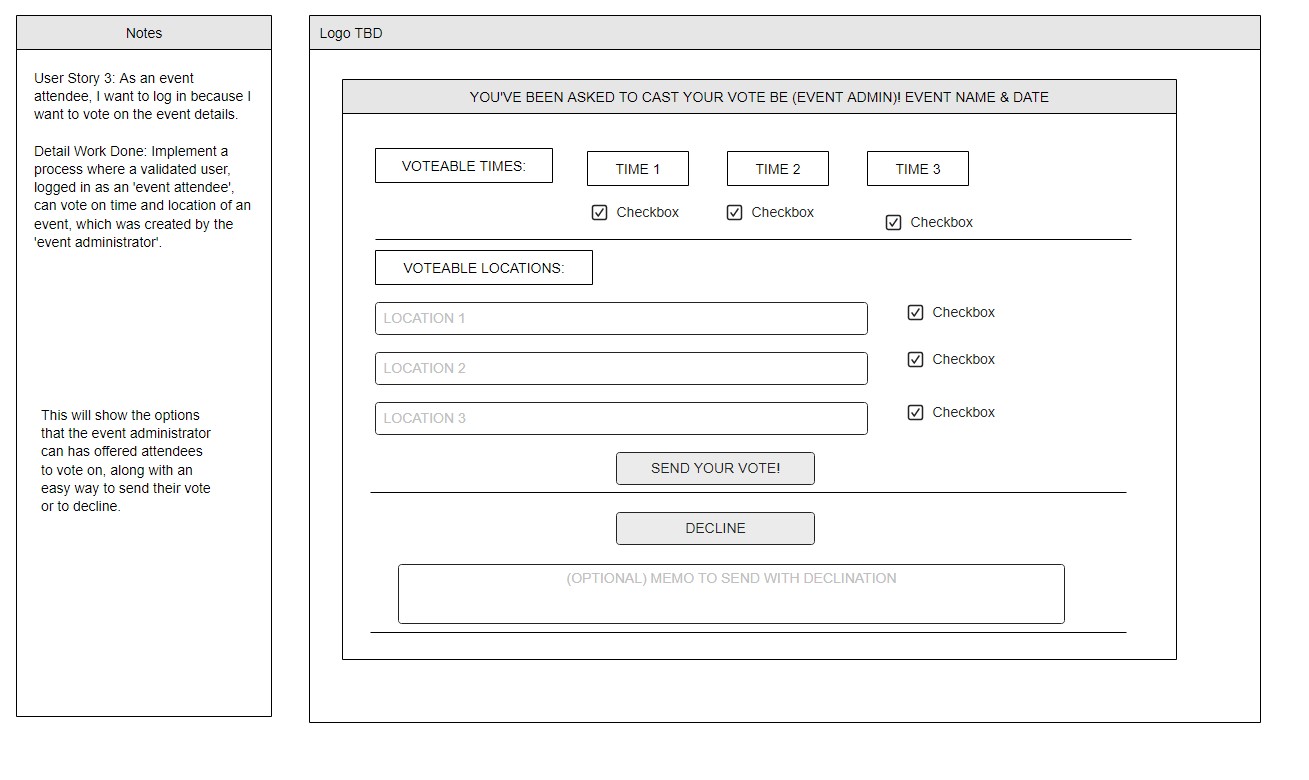 Notes
User Story 3: As an event
attendee, I want to log in because I
want to vote on the event details.
Detail Work Done: Implement a
process where a validated user,
logged in as an 'event attendee',
can vote on time and location of an
event, which was created by the
'event administrator'.
This will show the options
that the event administrator
can has offered attendees
to vote on, along with an
easy way to send their vote
or to decline.
Logo TBD
YOU'VE BEEN ASKED TO CAST YOUR VOTE BE (EVENT ADMIN)! EVENT NAME & DATE
VOTEABLE TIMES: TIME 1 TIME 2 TIME 3
Checkbox Checkbox Checkbox
VOTEABLE LOCATIONS:
LOCATION 1 Checkbox
LOCATION 2 Checkbox
LOCATION 3 Checkbox
SEND YOUR VOTE!
DECLINE
(OPTIONAL) MEMO TO SEND WITH DECLINATION